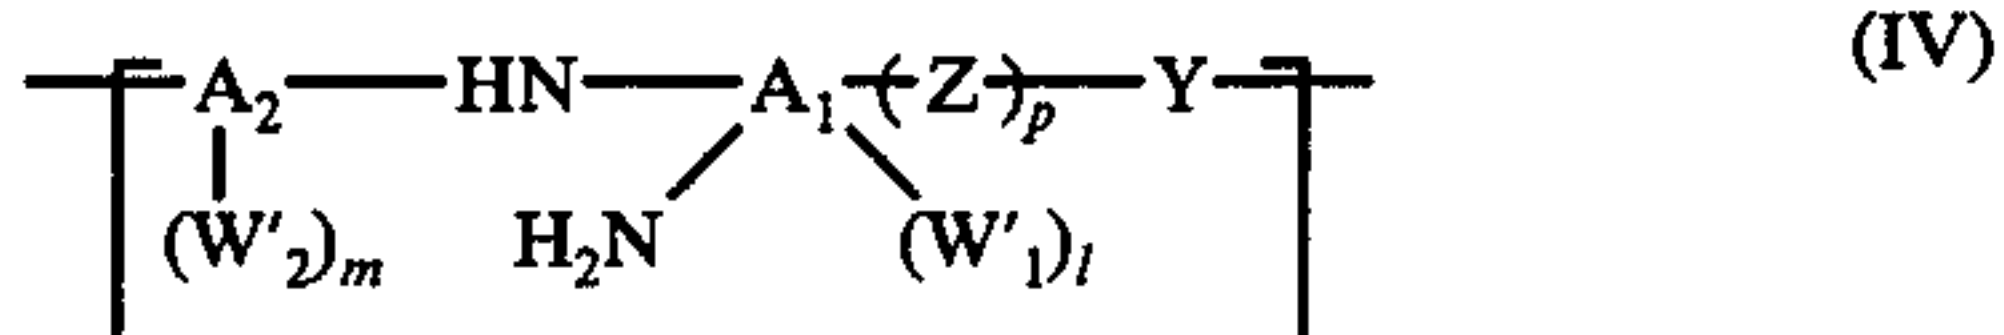 (IV)
A₂ HN A₁ (Z)ₚ Y
(W'₂)ₘ H₂N (W'₁)ₗ